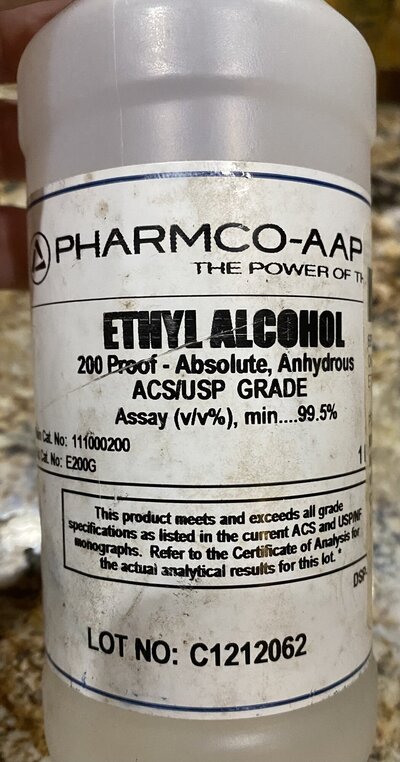 PHARMCO-AAP
THE POWER OF
ETHYL ALCOHOL
200 Proof - Absolute, Anhydrous
ACS/USP GRADE
Assay (v/v%), min....99.5%
Cat. No: 111000200
Cat. No: E200G
This product meets and exceeds all grade
specifications as listed in the current ACS and USP/NF
monographs. Refer to the Certificate of Analysis for
the actual analytical results for this lot.*
LOT NO: C1212062